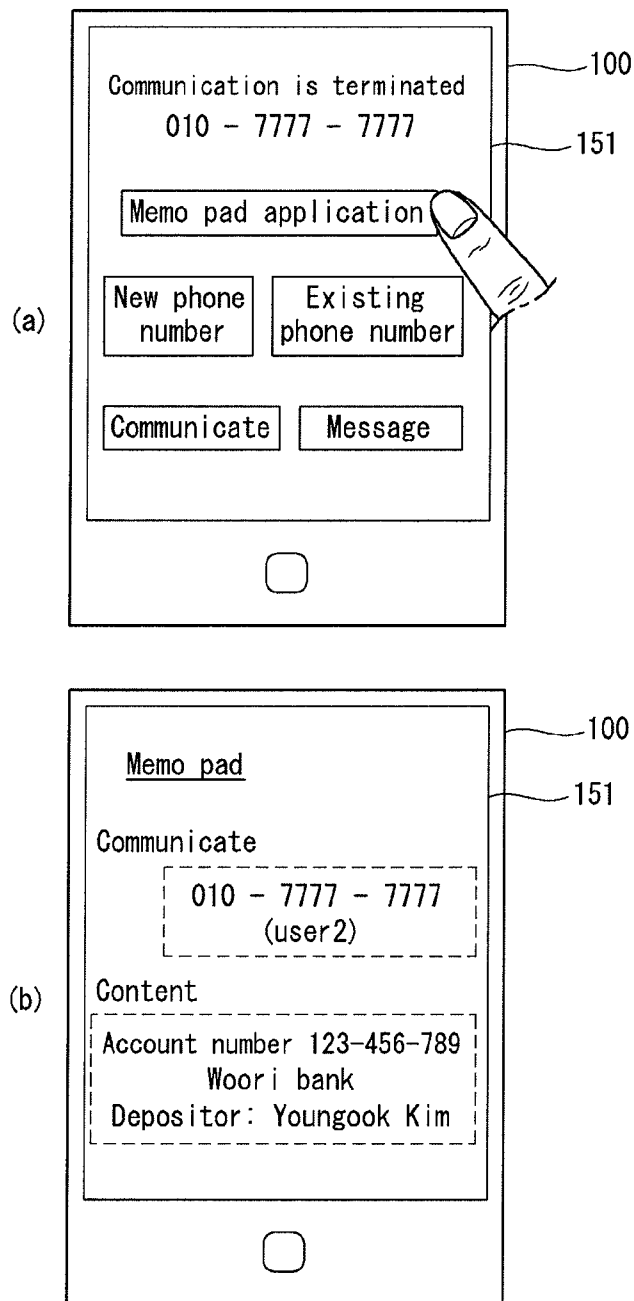 Communication is terminated
100
010 - 7777 - 7777
151
Memo pad application
(a)
New phone
number
Existing
phone number
Communicate
Message
100
Memo pad
151
Communicate
010 - 7777 - 7777
(user2)
(b)
Content
Account number 123-456-789
Woori bank
Depositor: Youngook Kim